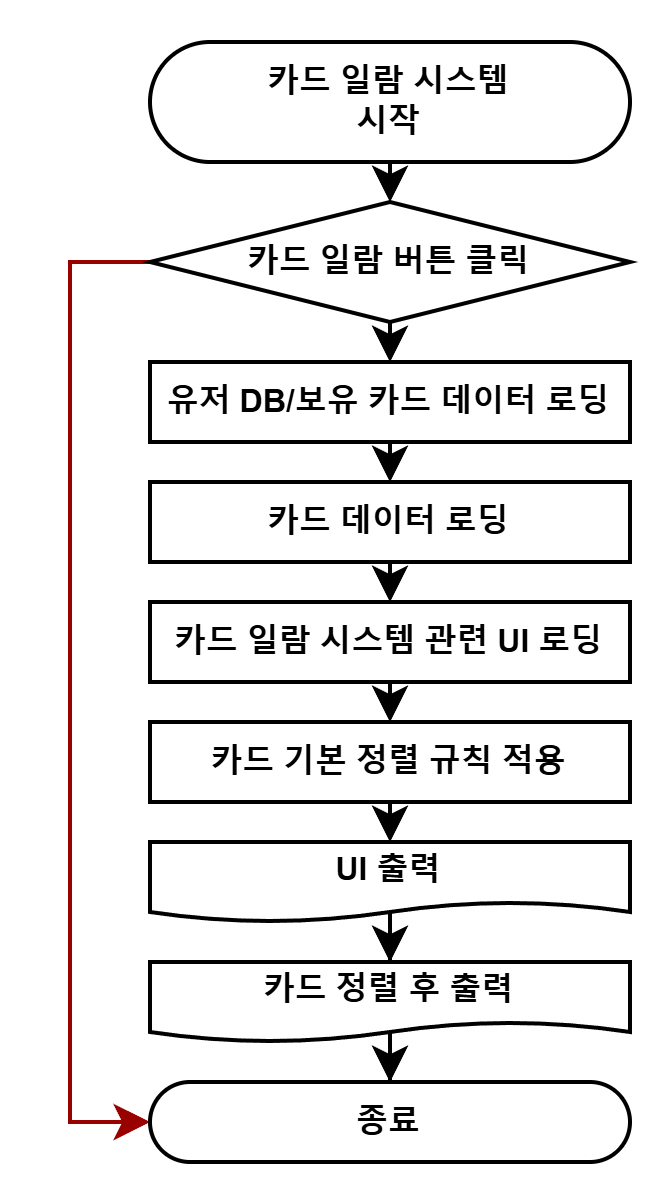 카드 일람 시스템
시작
카드 일람 버튼 클릭
유저 DB/보유 카드 데이터 로딩
카드 데이터 로딩
카드 일람 시스템 관련 UI 로딩
카드 기본 정렬 규칙 적용
UI 출력
카드 정렬 후 출력
종료